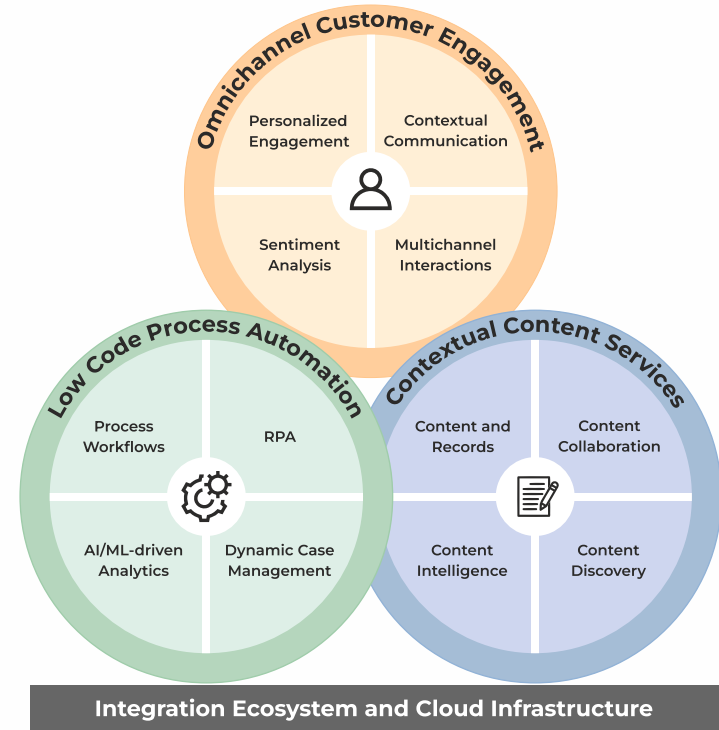 Omnichannel Customer Engagement
Personalized
Engagement
Contextual
Communication
Sentiment
Analysis
Multichannel
Interactions
Low Code Process Automation
Process
Workflows
RPA
AI/ML-driven
Analytics
Dynamic Case
Management
Contextual Content Services
Content and
Records
Content
Collaboration
Content
Intelligence
Content
Discovery
Integration Ecosystem and Cloud Infrastructure